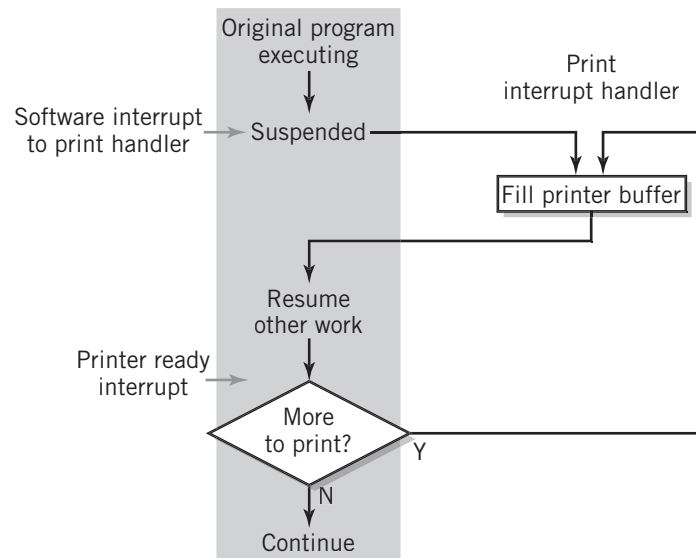 Original program
executing
Print
interrupt handler
Software interrupt
to print handler
Suspended
Fill printer buffer
Resume
other work
Printer ready
interrupt
More
to print?
Y
N
Continue